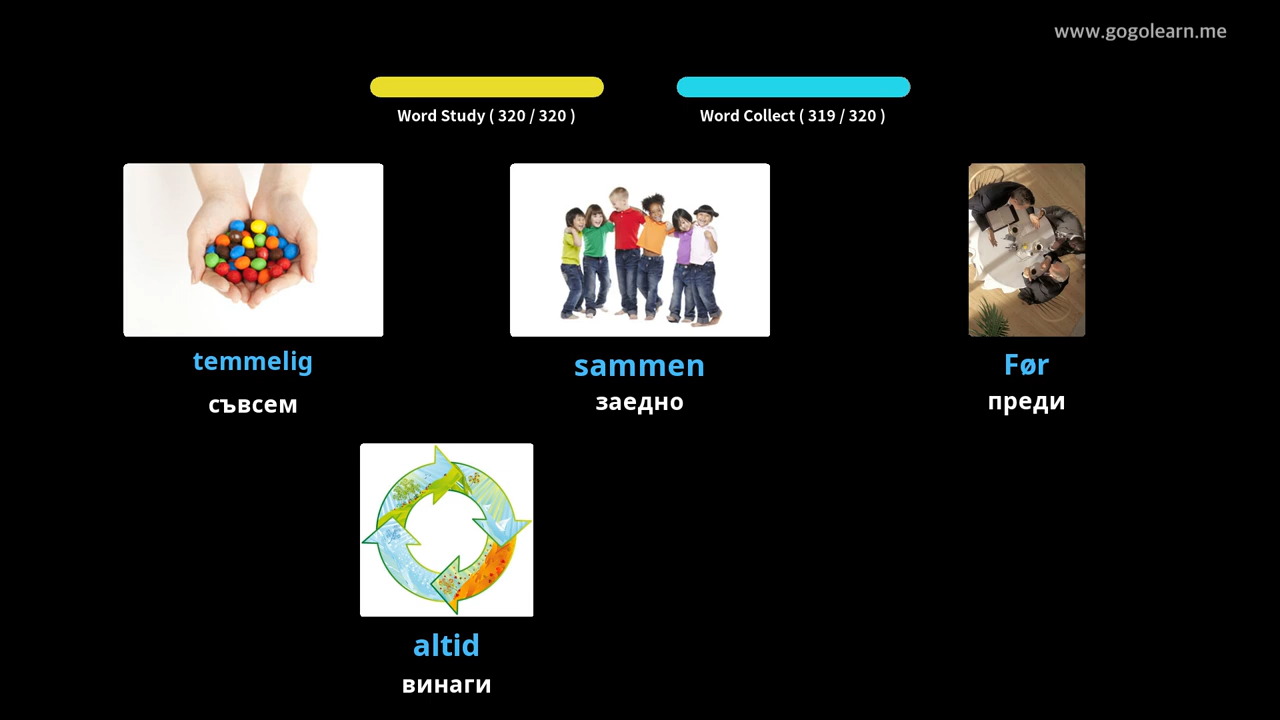 www.gogolearn.me
Word Study ( 320 / 320 )
Word Collect ( 319 / 320 )
temmelig
съвсем
sammen
заедно
Før
преди
altid
винаги